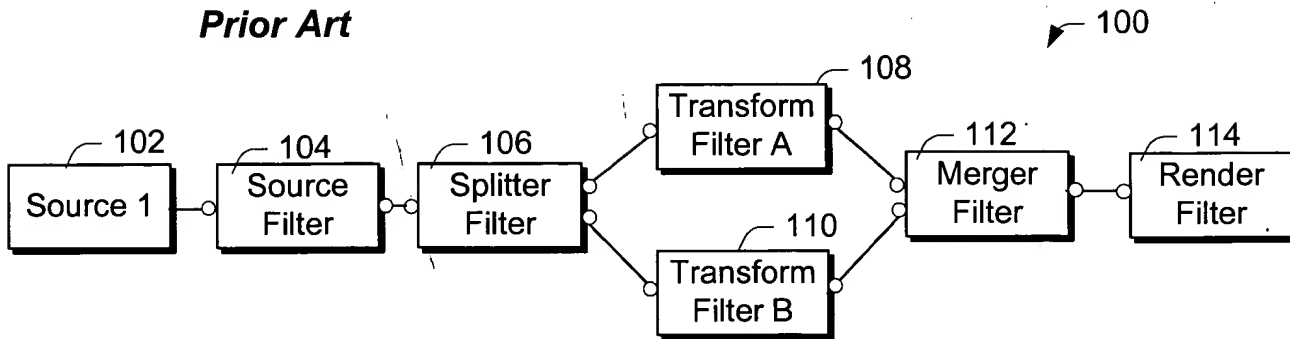 Prior Art
100
102
Source 1
104
Source
Filter
106
Splitter
Filter
108
Transform
Filter A
110
Transform
Filter B
112
Merger
Filter
114
Render
Filter